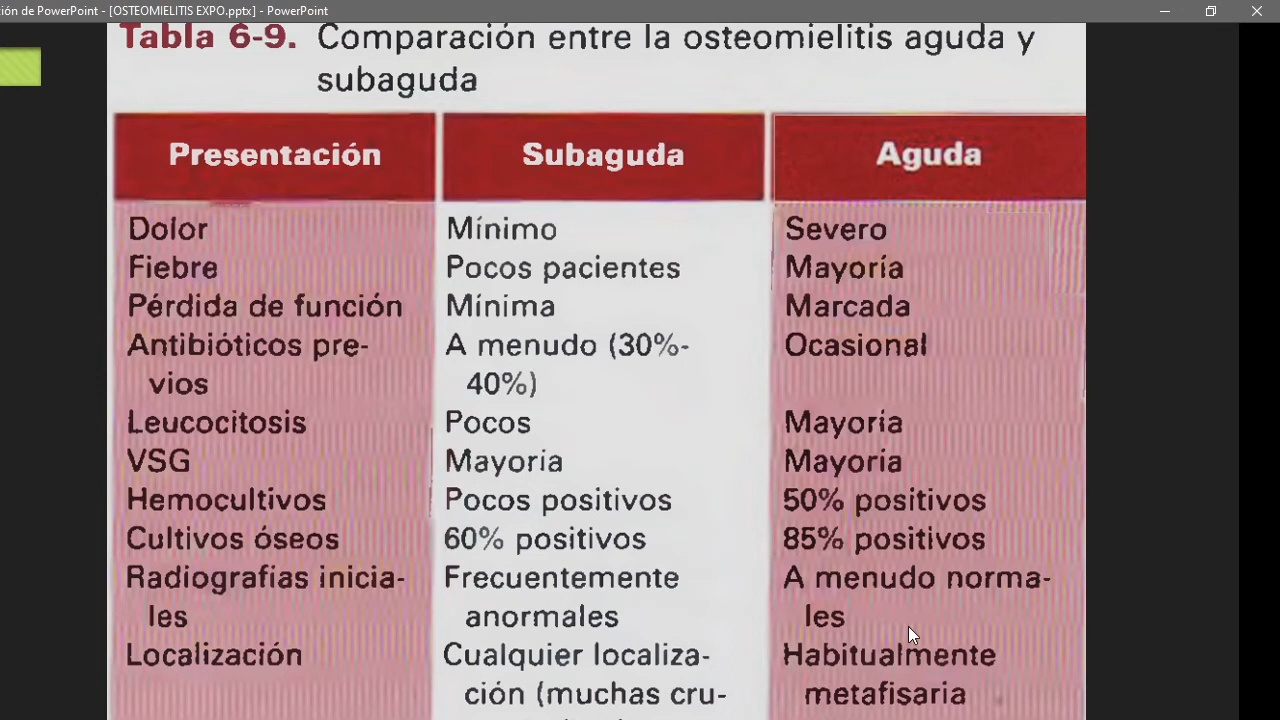 ción de PowerPoint - [OSTEOMIELITIS EXPO.pptx] - PowerPoint
Tabla 6-9. Comparación entre la osteomielitis aguda y
subaguda
Presentación Subaguda Aguda
Dolor Mínimo Severo
Fiebre Pocos pacientes Mayoría
Pérdida de función Mínima Marcada
Antibióticos pre- A menudo (30%- Ocasional
vios 40%)
Leucocitosis Pocos Mayoría
VSG Mayoria Mayoria
Hemocultivos Pocos positivos 50% positivos
Cultivos óseos 60% positivos 85% positivos
Radiografias inicia- Frecuentemente A menudo norma-
les anormales les
Localización Cualquier localiza- Habitualmente
ción (muchas cru- metafisaria